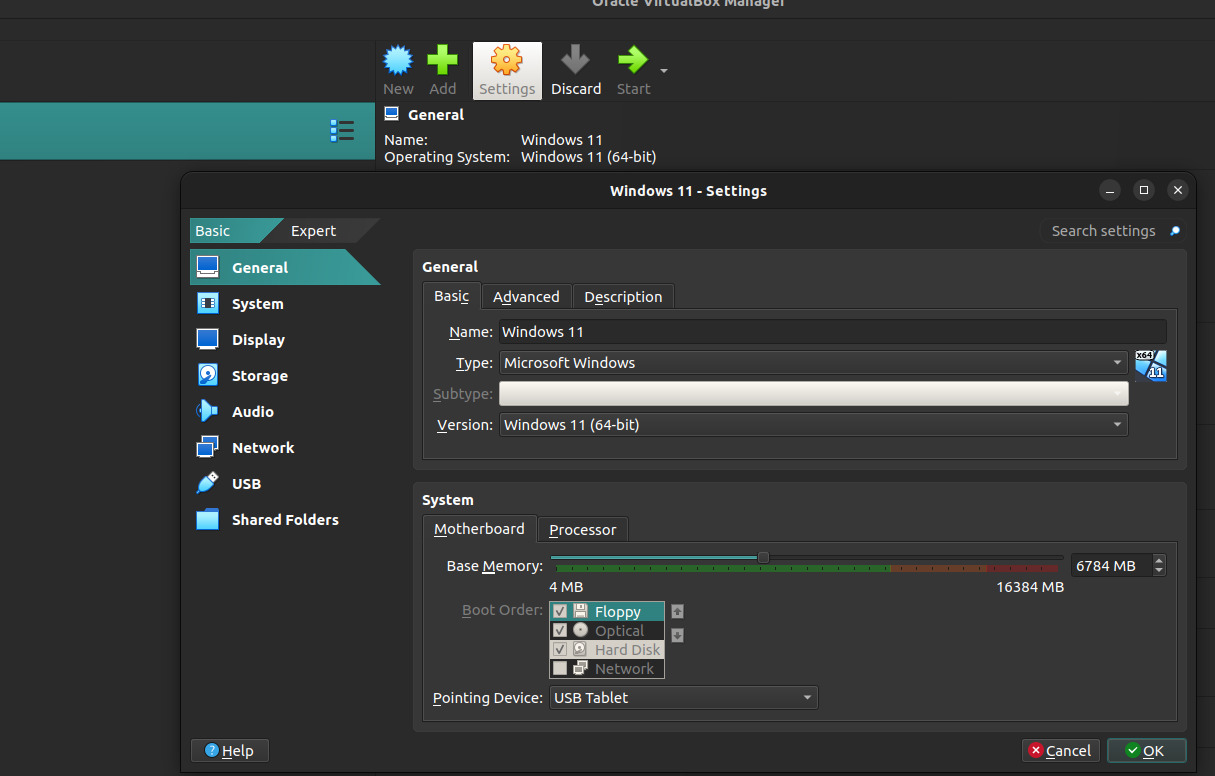 Oracle VirtualBox Manager
New Add Settings Discard Start
General
Name: Windows 11
Operating System: Windows 11 (64-bit)
Windows 11 - Settings
Basic Expert Search settings
General
System
Display
Storage
Audio
Network
USB
Shared Folders
General
Basic Advanced Description
Name: Windows 11
Type: Microsoft Windows
x64
11
Subtype:
Version: Windows 11 (64-bit)
System
Motherboard Processor
Base Memory: 6784 MB
4 MB 16384 MB
Boot Order: Floppy
Optical
Hard Disk
Network
Pointing Device: USB Tablet
Help Cancel OK